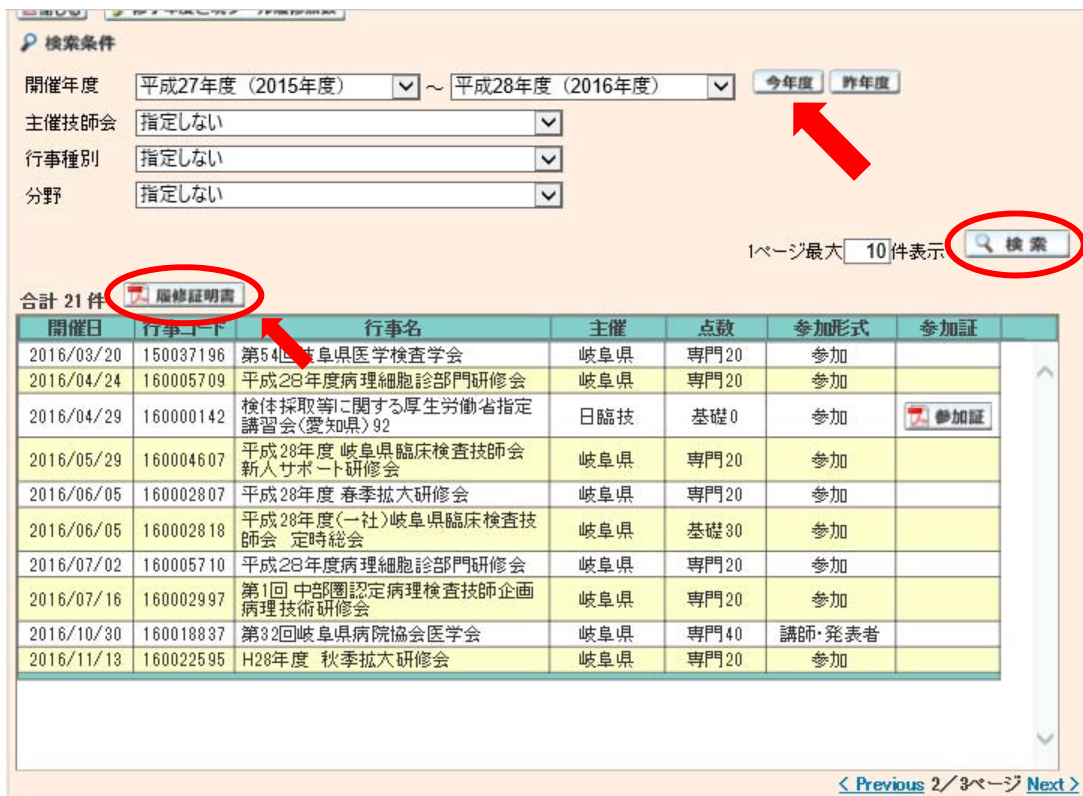 検索条件
開催年度 平成27年度（2015年度） ～ 平成28年度（2016年度） 今年度 昨年度
主催技師会 指定しない
行事種別 指定しない
分野 指定しない
1ページ最大 10 件表示 検索
合計 21 件 履修証明書
開催日 行事コード 行事名 主催 点数 参加形式 参加証
2016/03/20 150037196 第54回岐阜県医学検査学会 岐阜県 専門20 参加
2016/04/24 160005709 平成28年度病理細胞診部門研修会 岐阜県 専門20 参加
2016/04/29 160000142 検体採取等に関する厚生労働省指定
講習会(愛知県)92 日臨技 基礎0 参加 参加証
2016/05/29 160004607 平成28年度 岐阜県臨床検査技師会
新人サポート研修会 岐阜県 専門20 参加
2016/06/05 160002807 平成28年度 春季拡大研修会 岐阜県 専門20 参加
2016/06/05 160002818 平成28年度(一社)岐阜県臨床検査技
師会 定時総会 岐阜県 基礎30 参加
2016/07/02 160005710 平成28年度病理細胞診部門研修会 岐阜県 専門20 参加
2016/07/16 160002997 第1回 中部圏認定病理検査技師企画
病理技術研修会 岐阜県 専門20 参加
2016/10/30 160018837 第32回岐阜県病院協会医学会 岐阜県 専門40 講師・発表者
2016/11/13 160022595 H28年度 秋季拡大研修会 岐阜県 専門20 参加
< Previous 2／3ページ Next >